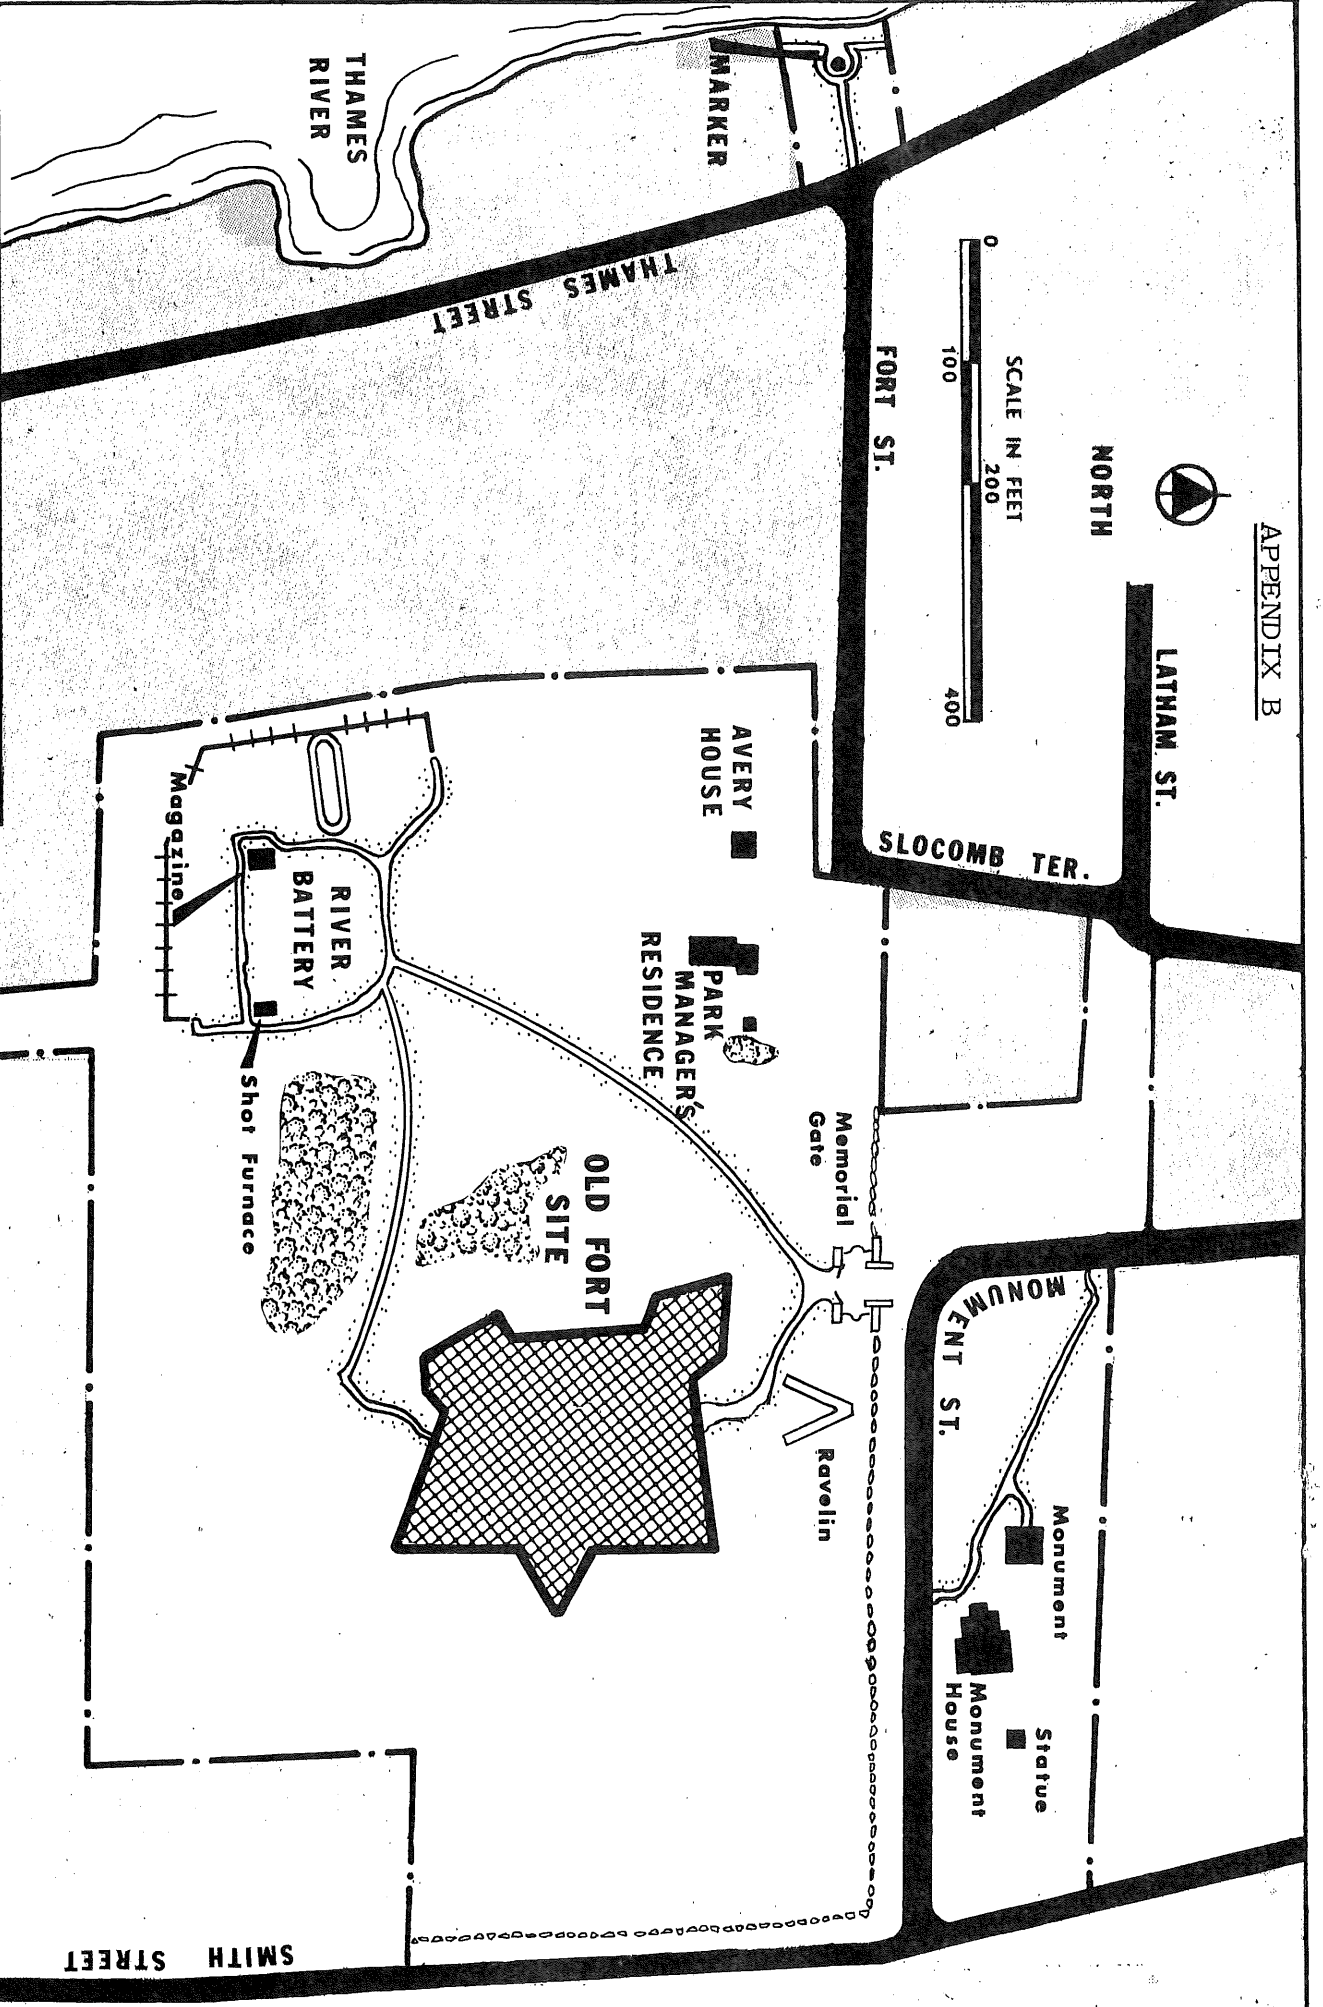 APPENDIX B
NORTH
SCALE IN FEET
0
100
200
400
LATHAM ST.
SLOCOMB TER.
FORT ST.
MONUMENT ST.
Monument
Statue
Monument
House
MARKER
THAMES
RIVER
THAMES STREET
AVERY
HOUSE
PARK
MANAGER'S
RESIDENCE
Memorial
Gate
Ravelin
OLD FORT
SITE
RIVER
BATTERY
Magazine
Shot Furnace
SMITH STREET